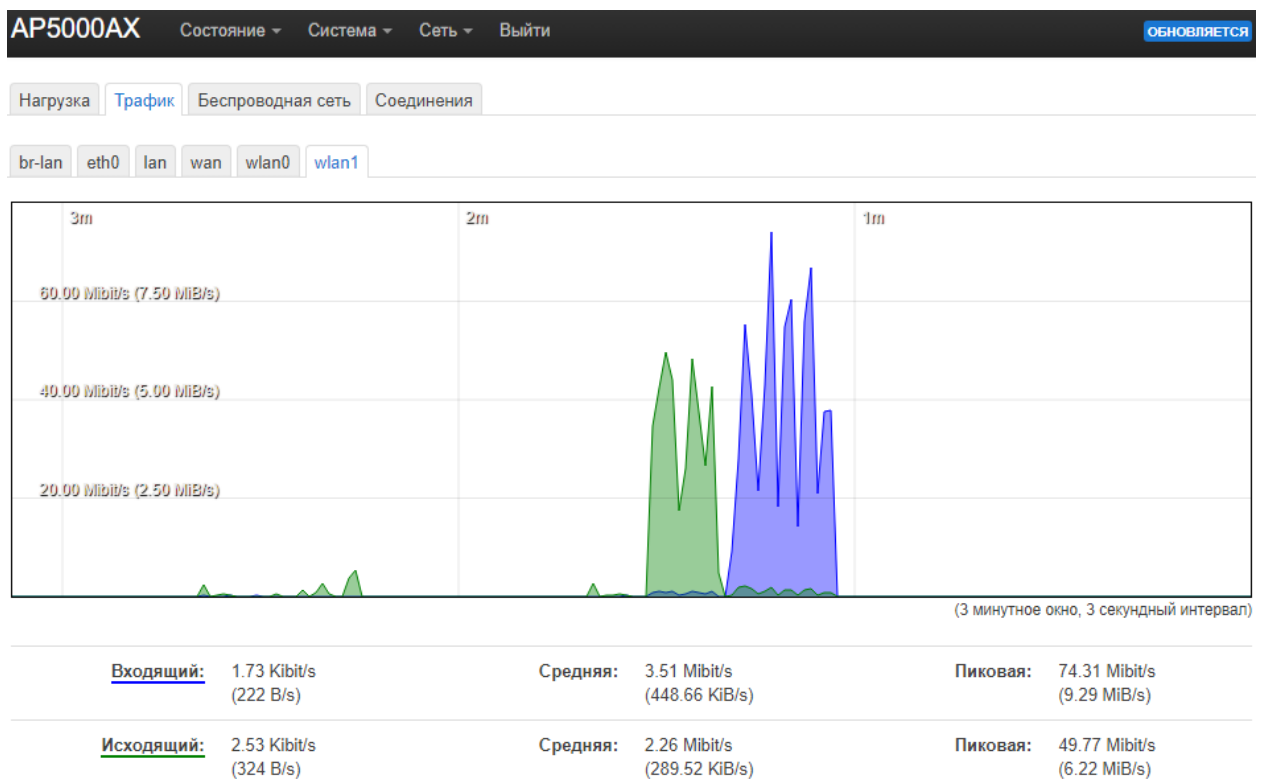 AP5000AX Состояние Система Сеть Выйти ОБНОВЛЯЕТСЯ
Нагрузка Трафик Беспроводная сеть Соединения
br-lan eth0 lan wan wlan0 wlan1
3m 2m 1m
60.00 Mibit/s (7.50 MiB/s)
40.00 Mibit/s (5.00 MiB/s)
20.00 Mibit/s (2.50 MiB/s)
(3 минутное окно, 3 секундный интервал)
Входящий: 1.73 Kibit/s Средняя: 3.51 Mibit/s Пиковая: 74.31 Mibit/s
(222 B/s) (448.66 KiB/s) (9.29 MiB/s)
Исходящий: 2.53 Kibit/s Средняя: 2.26 Mibit/s Пиковая: 49.77 Mibit/s
(324 B/s) (289.52 KiB/s) (6.22 MiB/s)